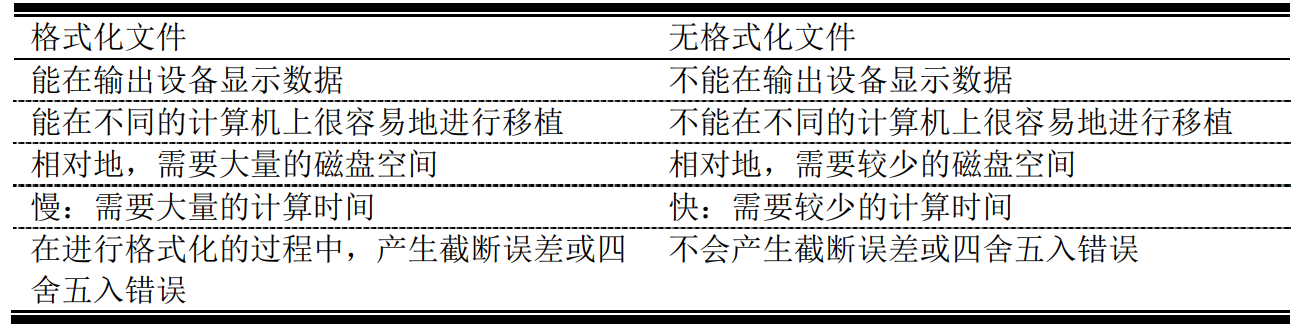 格式化文件 无格式化文件
能在输出设备显示数据 不能在输出设备显示数据
能在不同的计算机上很容易地进行移植 不能在不同的计算机上很容易地进行移植
相对地，需要大量的磁盘空间 相对地，需要较少的磁盘空间
慢：需要大量的计算时间 快：需要较少的计算时间
在进行格式化的过程中，产生截断误差或四 不会产生截断误差或四舍五入错误
舍五入错误